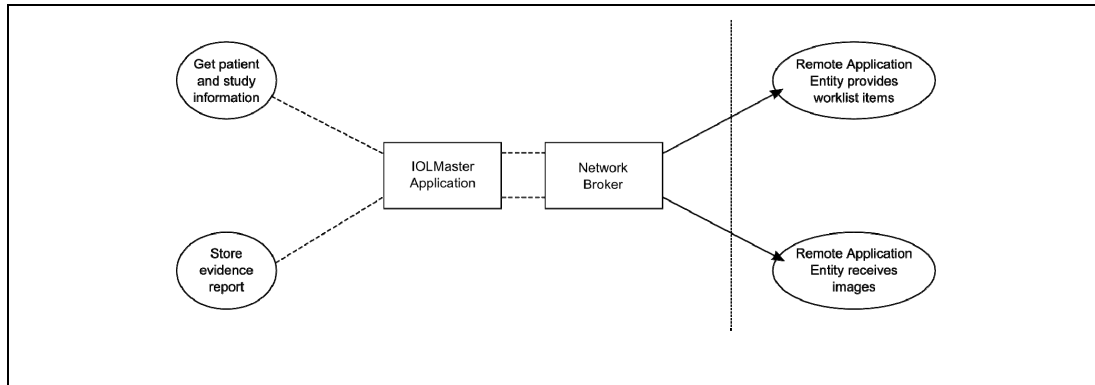 Get patient
and study
information
Remote Application
Entity provides
worklist items
IOLMaster
Application
Network
Broker
Store
evidence
report
Remote Application
Entity receives
images